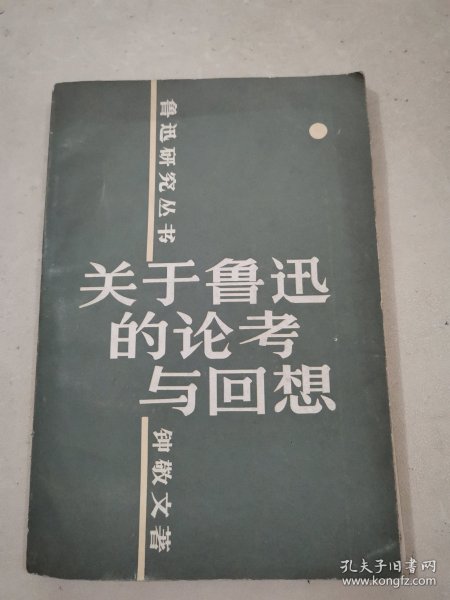 鲁迅研究丛书
关于鲁迅
的论考
与回想
钟敬文著
孔夫子旧书网
www.kongfz.com